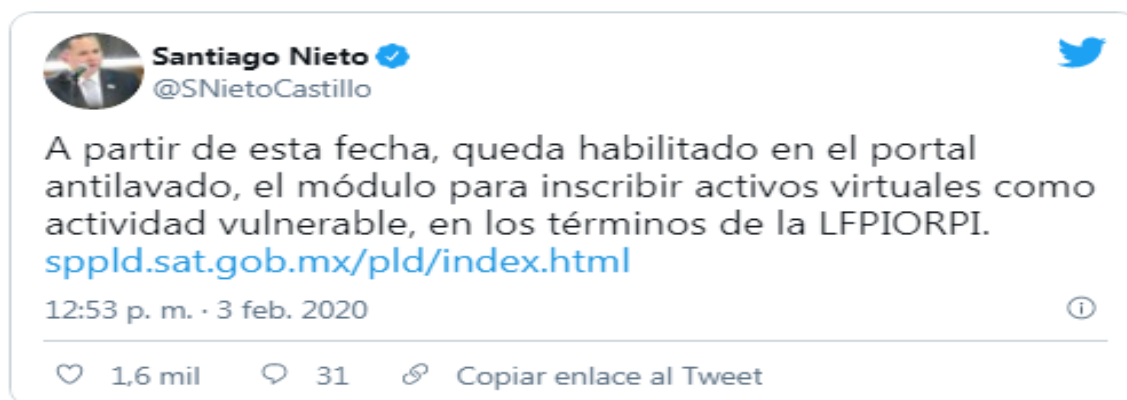 Santiago Nieto
@SNietoCastillo
A partir de esta fecha, queda habilitado en el portal
antilavado, el módulo para inscribir activos virtuales como
actividad vulnerable, en los términos de la LFPIORPI.
sppld.sat.gob.mx/pld/index.html
12:53 p. m. · 3 feb. 2020
1,6 mil 31 Copiar enlace al Tweet